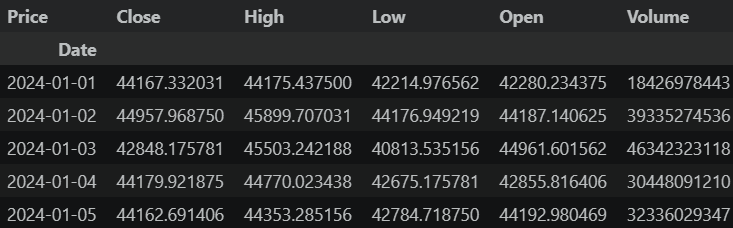 Price Close High Low Open Volume
Date
2024-01-01 44167.332031 44175.437500 42214.976562 42280.234375 18426978443
2024-01-02 44957.968750 45899.707031 44176.949219 44187.140625 39335274536
2024-01-03 42848.175781 45503.242188 40813.535156 44961.601562 46342323118
2024-01-04 44179.921875 44770.023438 42675.175781 42855.816406 30448091210
2024-01-05 44162.691406 44353.285156 42784.718750 44192.980469 32336029347